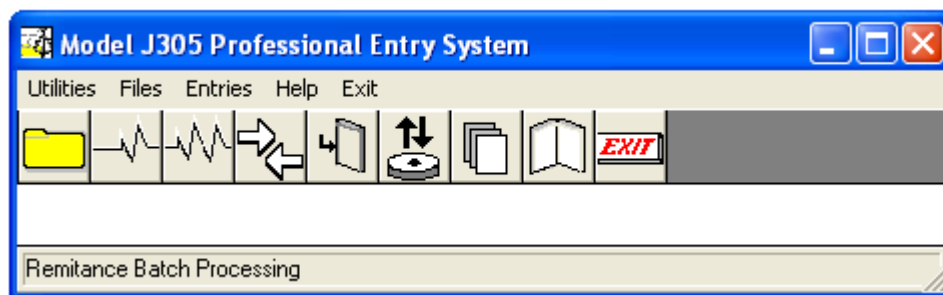 Model J305 Professional Entry System
Utilities Files Entries Help Exit
EXIT
Remitance Batch Processing